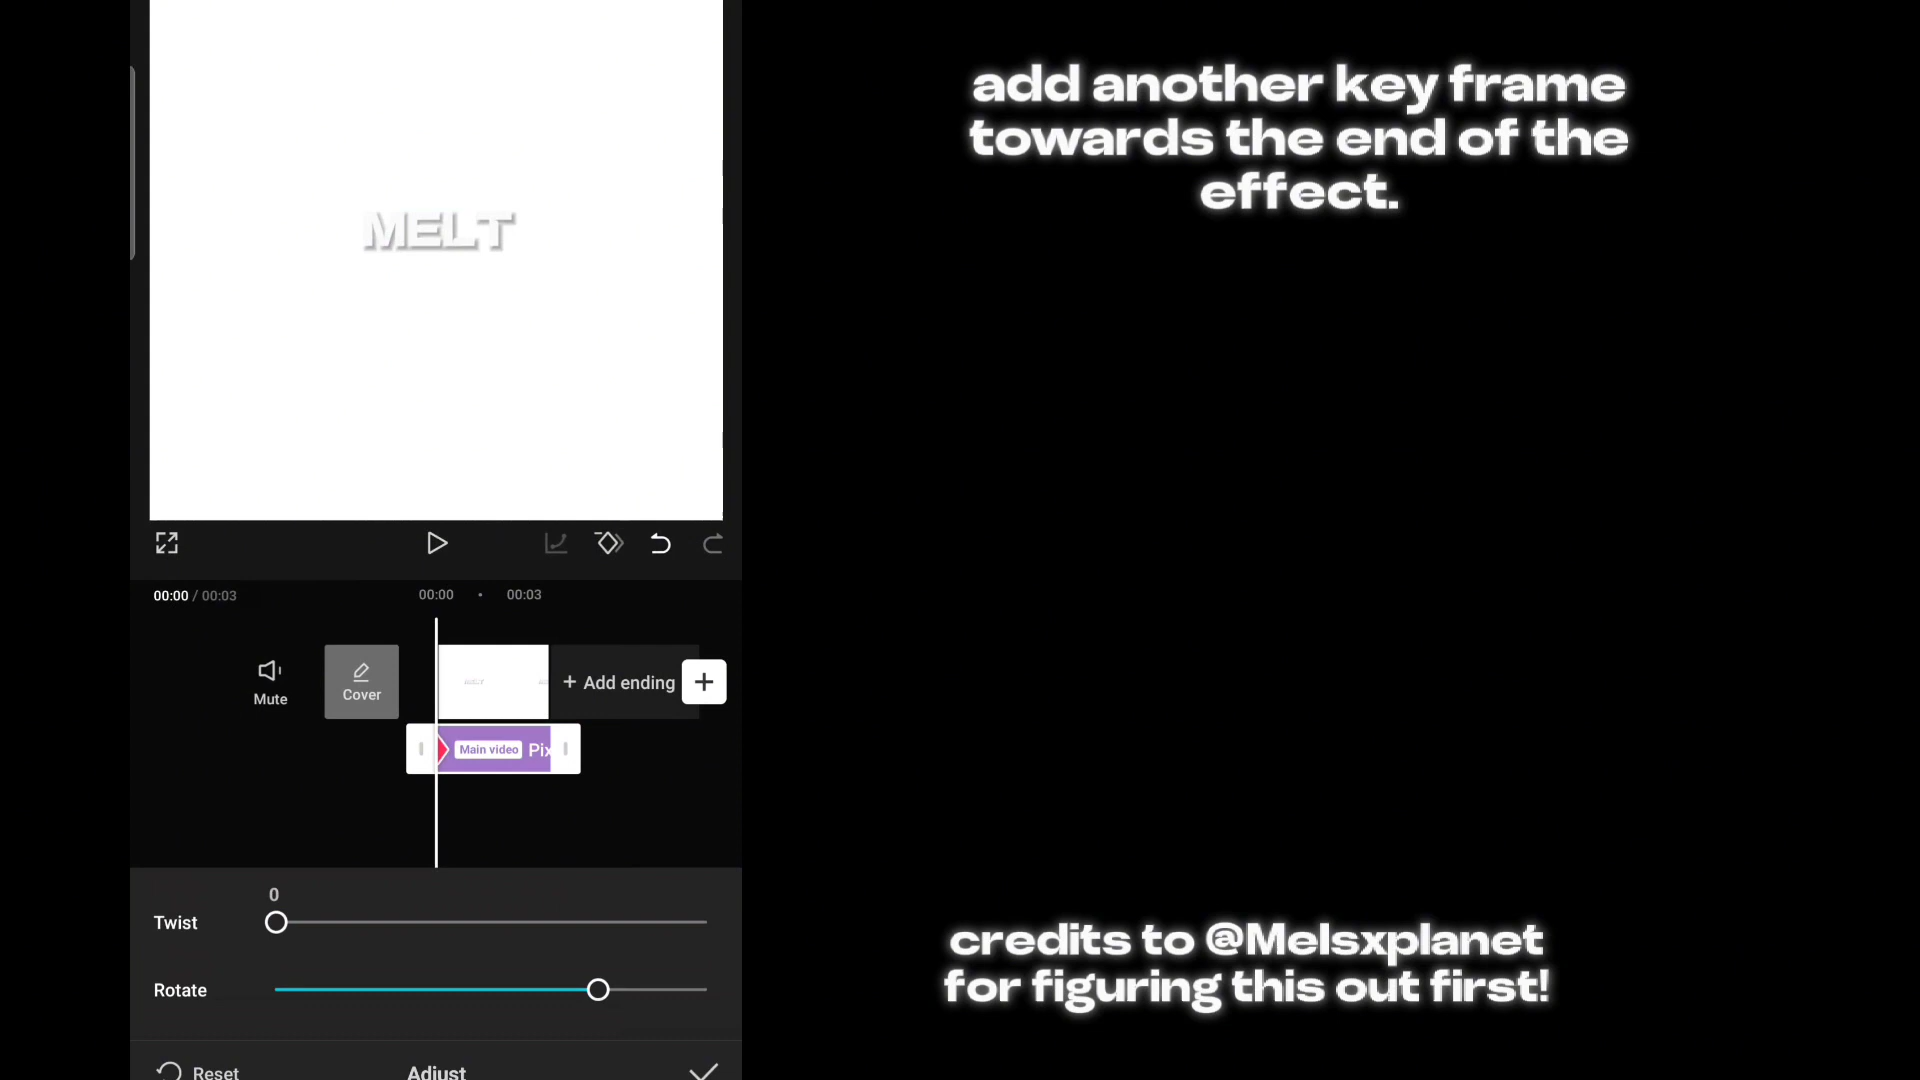 add another key frame
towards the end of the
effect.
MELT
00:00 / 00:03
00:00
00:03
Mute
Cover
+ Add ending
+
Main video
Pix
0
Twist
Rotate
Reset
Adjust
credits to @Melsxplanet
for figuring this out first!